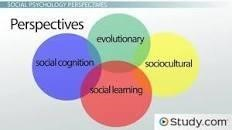 SOCIAL PSYCHOLOGY PERSPECTIVES
Perspectives
evolutionary
social cognition
sociocultural
social learning
Study.com